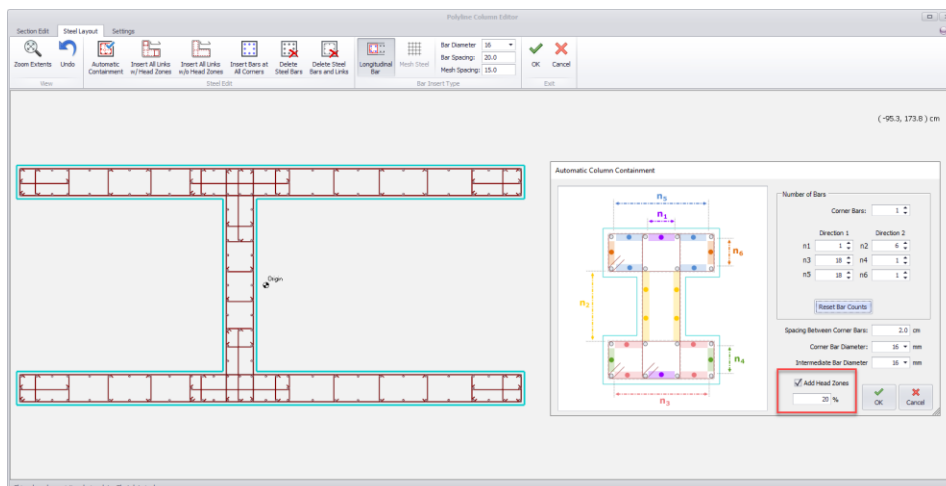 Polyline Column Editor
Section Edit Steel Layout Settings
Zoom Extents Undo
View
Automatic Containment
Insert All Links w/ Head Zones
Insert All Links w/o Head Zones
Insert Bars at All Corners
Delete Steel Bars
Delete Steel Bars and Links
Steel Edit
Longitudinal Bar
Mesh Steel
Bar Diameter 16
Bar Spacing: 20.0
Mesh Spacing: 15.0
Bar Insert Type
OK Cancel
Exit
( -95.3, 173.8 ) cm
Origin
Automatic Column Containment
n5
n1
n6
n2
n4
n3
Number of Bars
Corner Bars: 1
Direction 1 Direction 2
n1 1 n2 6
n3 18 n4 1
n5 18 n6 1
Reset Bar Counts
Spacing Between Corner Bars: 2.0 cm
Corner Bar Diameter: 16 mm
Intermediate Bar Diameter 16 mm
Add Head Zones
20 %
OK Cancel